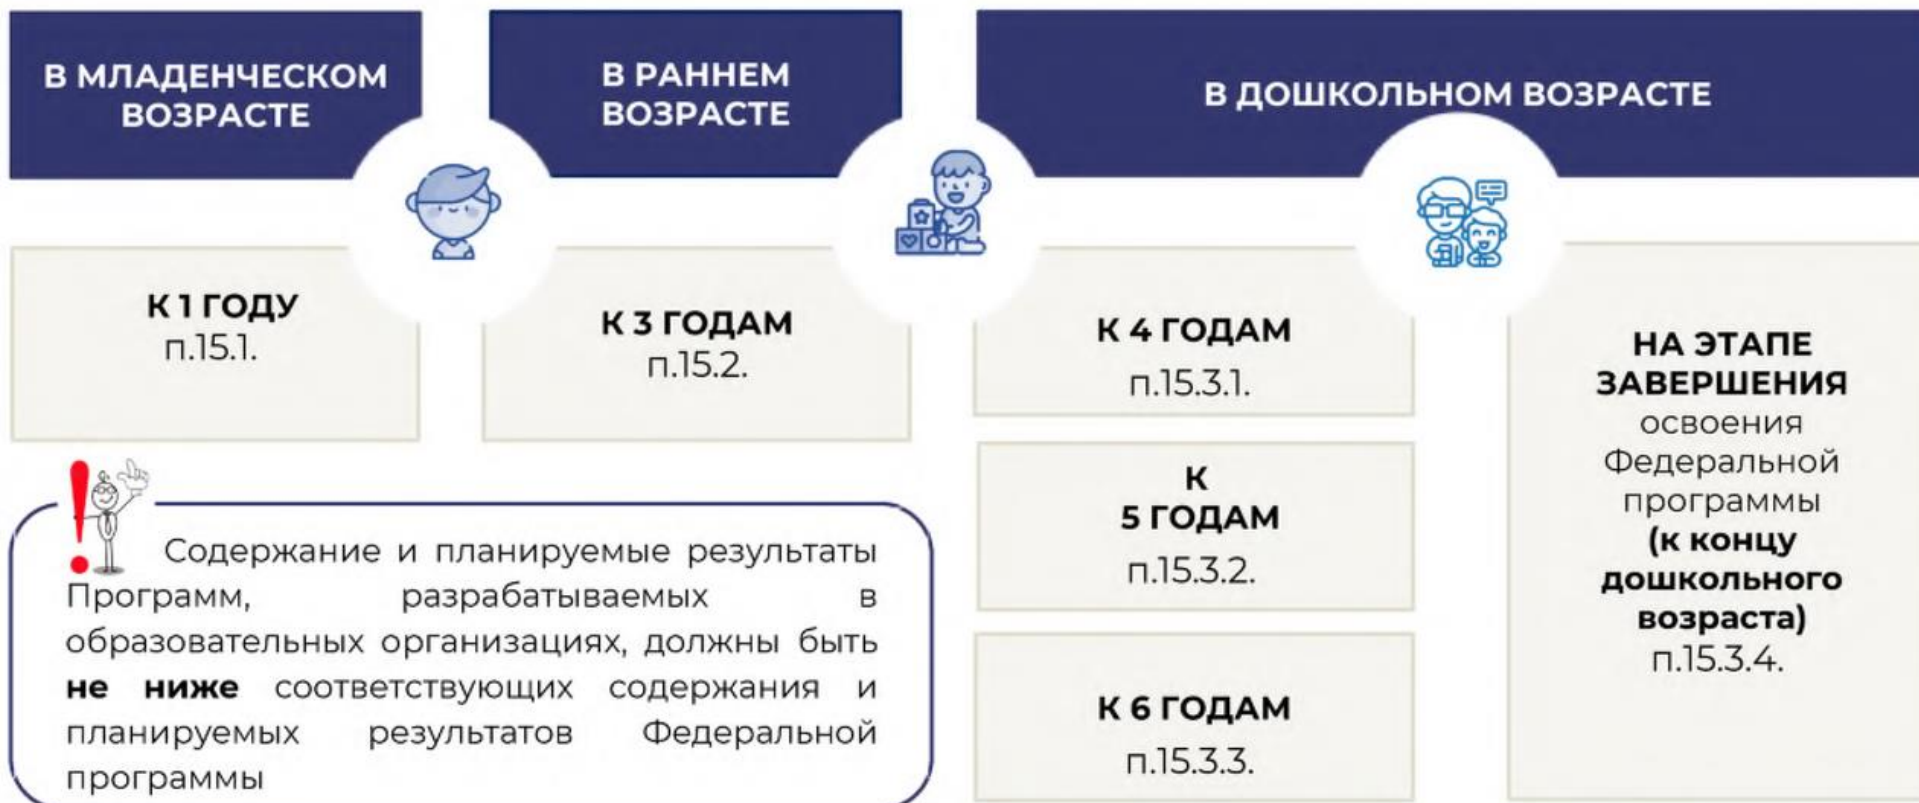 В МЛАДЕНЧЕСКОМ
ВОЗРАСТЕ
В РАННЕМ
ВОЗРАСТЕ
В ДОШКОЛЬНОМ ВОЗРАСТЕ
К 1 ГОДУ
п.15.1.
К 3 ГОДАМ
п.15.2.
К 4 ГОДАМ
п.15.3.1.
К
5 ГОДАМ
п.15.3.2.
К 6 ГОДАМ
п.15.3.3.
НА ЭТАПЕ
ЗАВЕРШЕНИЯ
освоения
Федеральной
программы
(к концу
дошкольного
возраста)
п.15.3.4.
Содержание и планируемые результаты
Программ, разрабатываемых в
образовательных организациях, должны быть
не ниже соответствующих содержания и
планируемых результатов Федеральной
программы